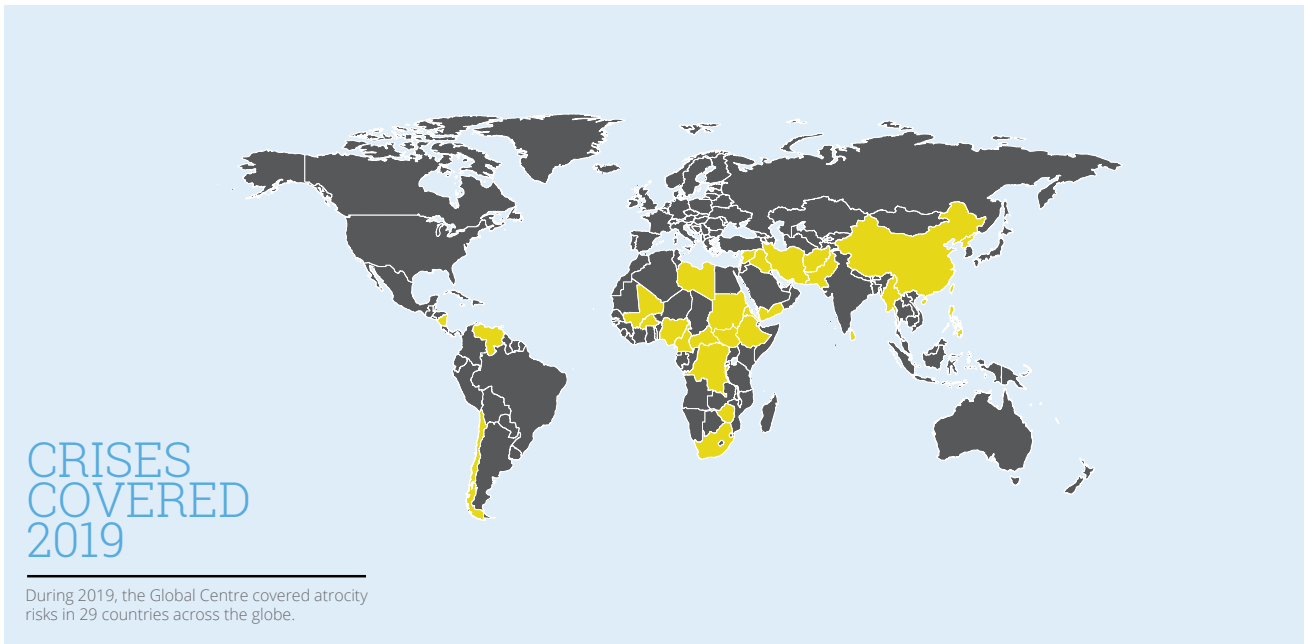 CRISES
COVERED
2019
During 2019, the Global Centre covered atrocity
risks in 29 countries across the globe.